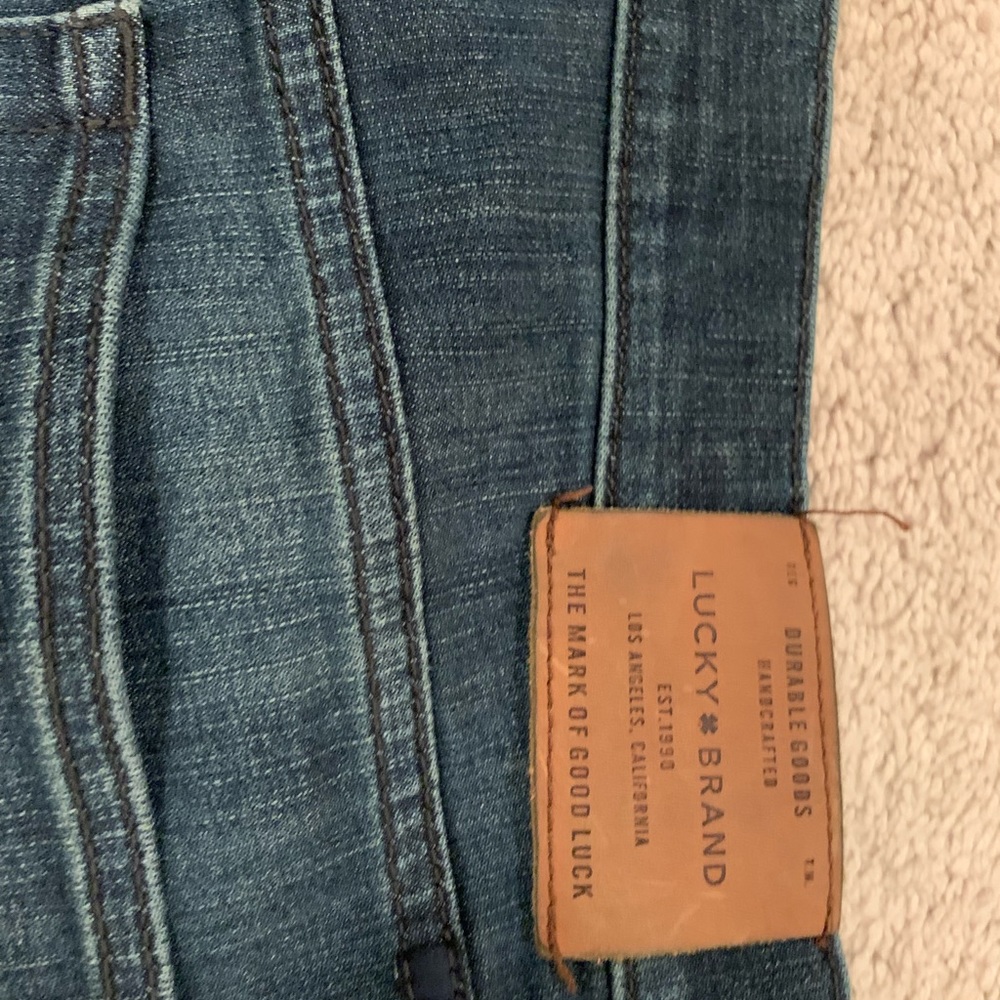 DURABLE GOODS
HANDCRAFTED
LUCKY BRAND
EST.1990
LOS ANGELES, CALIFORNIA
THE MARK OF GOOD LUCK